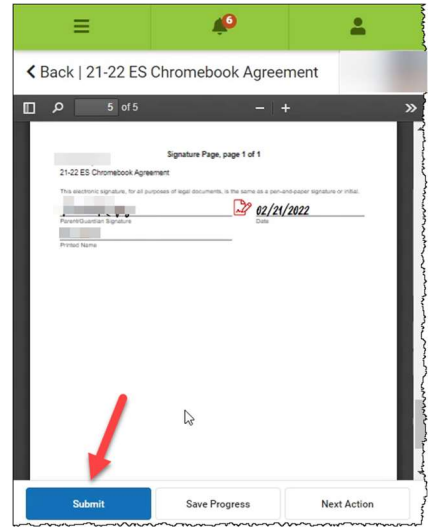 6
Back | 21-22 ES Chromebook Agreement
5 of 5
Signature Page, page 1 of 1
21-22 ES Chromebook Agreement
This electronic signature, for all purposes of legal documents, is the same as a pen-and-paper signature or initial.
02/21/2022
Parent/Guardian Signature Date
Printed Name
Submit Save Progress Next Action